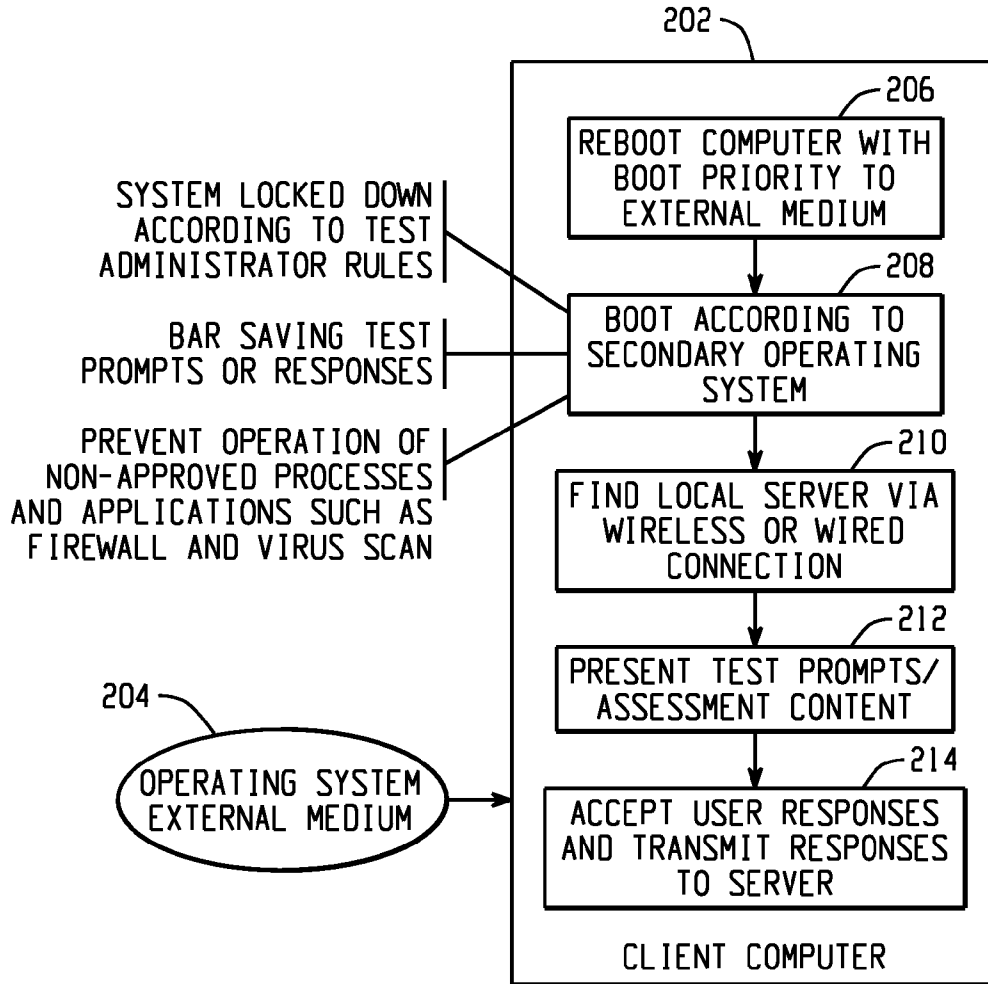 202
206
REBOOT COMPUTER WITH
BOOT PRIORITY TO
EXTERNAL MEDIUM
SYSTEM LOCKED DOWN
ACCORDING TO TEST
ADMINISTRATOR RULES
208
BOOT ACCORDING TO
SECONDARY OPERATING
SYSTEM
BAR SAVING TEST
PROMPTS OR RESPONSES
PREVENT OPERATION OF
NON-APPROVED PROCESSES
AND APPLICATIONS SUCH AS
FIREWALL AND VIRUS SCAN
210
FIND LOCAL SERVER VIA
WIRELESS OR WIRED
CONNECTION
212
PRESENT TEST PROMPTS/
ASSESSMENT CONTENT
204
OPERATING SYSTEM
EXTERNAL MEDIUM
214
ACCEPT USER RESPONSES
AND TRANSMIT RESPONSES
TO SERVER
CLIENT COMPUTER